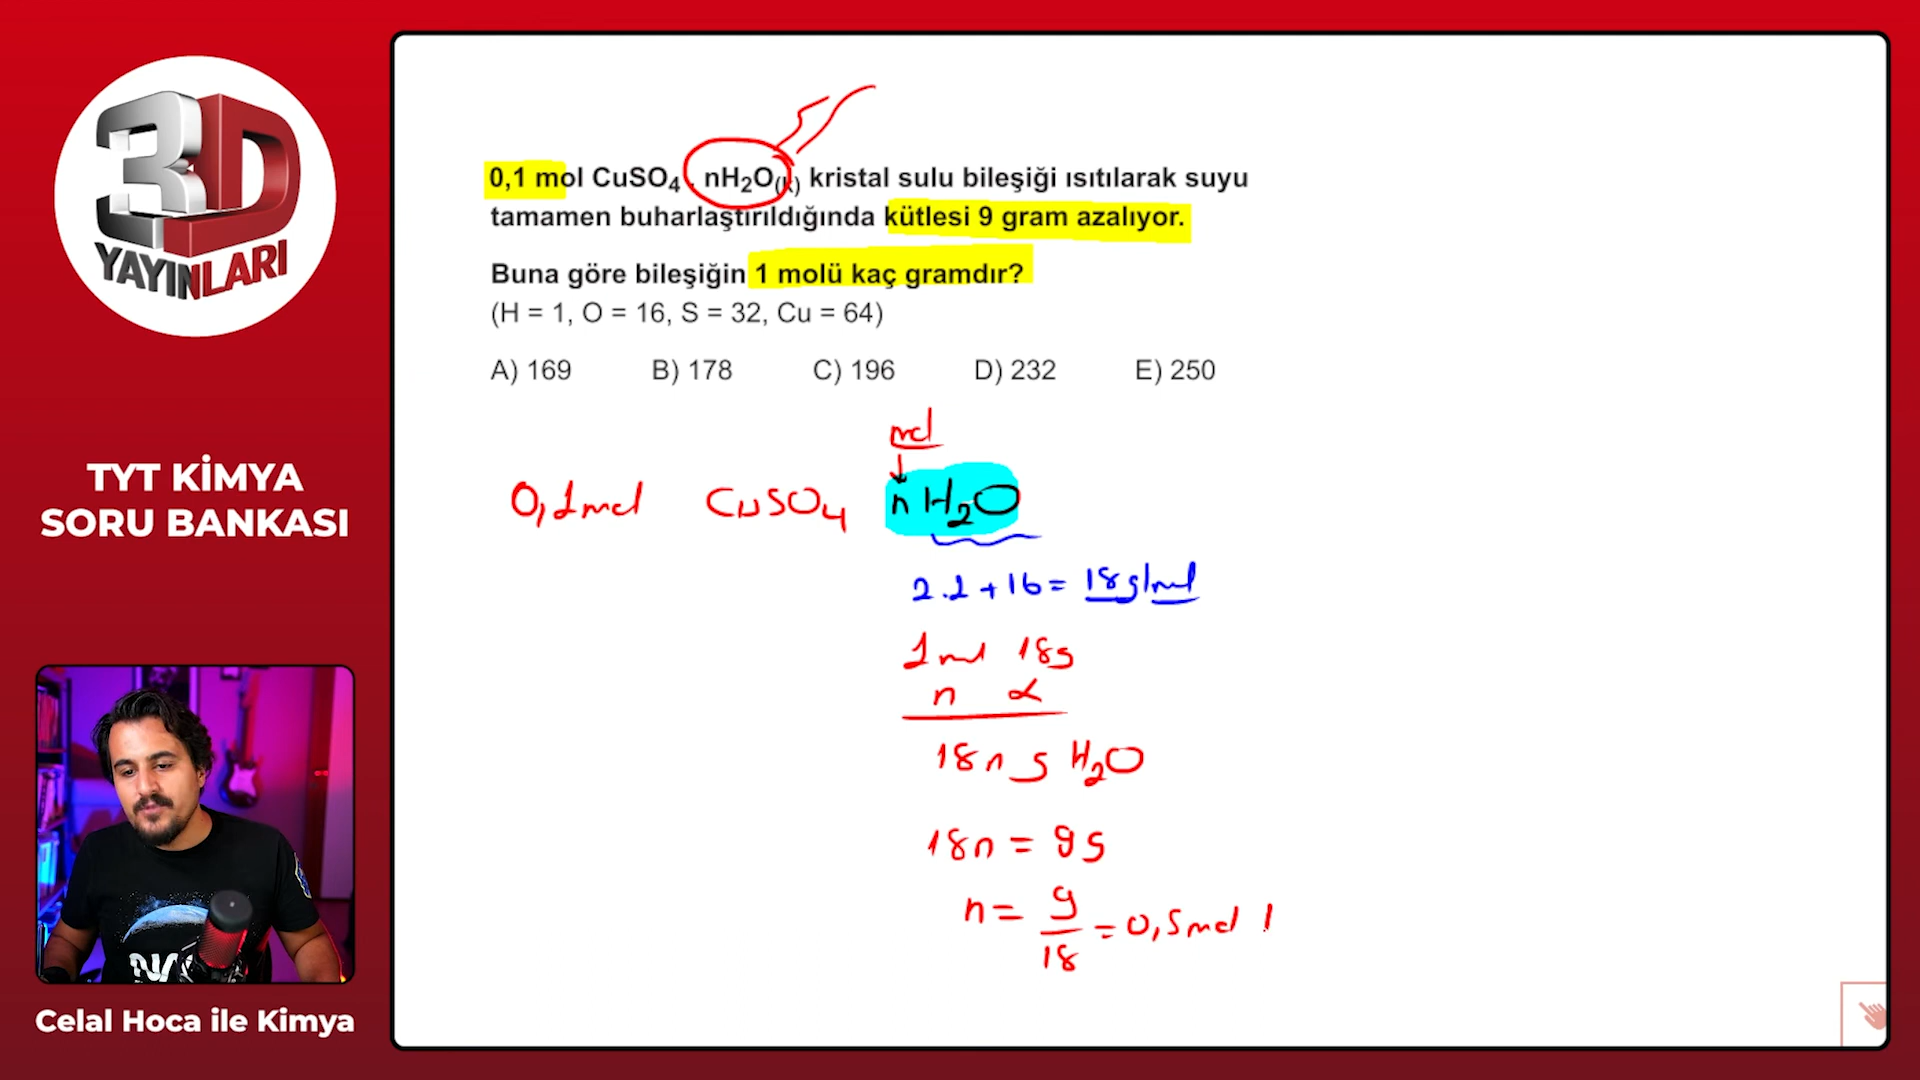 3D
YAYINLARI
TYT KİMYA
SORU BANKASI
Celal Hoca ile Kimya
0,1 mol CuSO4 . nH2O(k) kristal sulu bileşiği ısıtılarak suyu
tamamen buharlaştırıldığında kütlesi 9 gram azalıyor.
Buna göre bileşiğin 1 molü kaç gramdır?
(H = 1, O = 16, S = 32, Cu = 64)
A) 169 B) 178 C) 196 D) 232 E) 250
mol
0,1mol CuSO4 nH2O
2.1+16= 18g/mol
1mol 18g
n x
18n g H2O
18n = 9g
n= 9/18 = 0,5mol